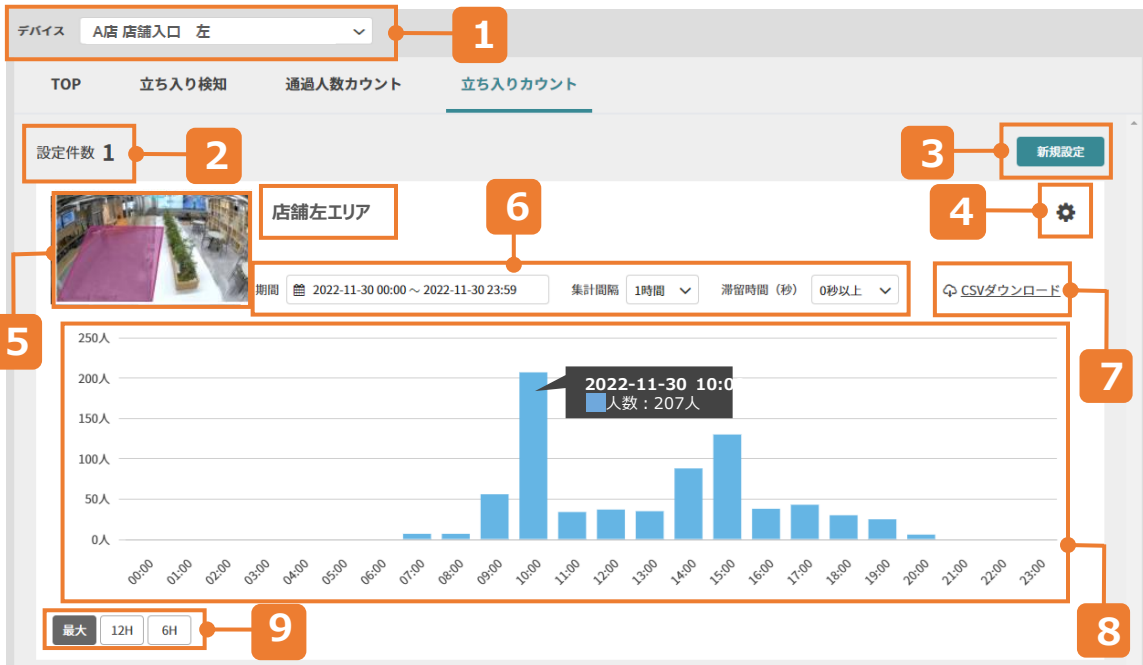 デバイス A店 店舗入口 左
1
TOP 立ち入り検知 通過人数カウント 立ち入りカウント
設定件数 1
2
3
新規設定
店舗左エリア
6
4
期間 2022-11-30 00:00 ~ 2022-11-30 23:59 集計間隔 1時間 滞留時間（秒） 0秒以上
CSVダウンロード
5
7
250人
200人
2022-11-30 10:0
人数：207人
150人
100人
50人
0人
00:00 01:00 02:00 03:00 04:00 05:00 06:00 07:00 08:00 09:00 10:00 11:00 12:00 13:00 14:00 15:00 16:00 17:00 18:00 19:00 20:00 21:00 22:00 23:00
最大 12H 6H
9
8